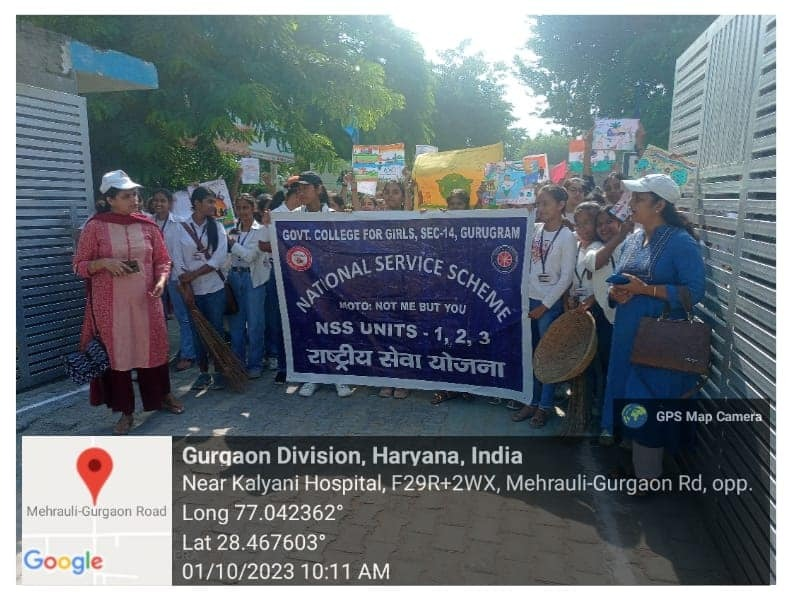 GOVT. COLLEGE FOR GIRLS, SEC-14, GURUGRAM
NATIONAL SERVICE SCHEME
MOTO: NOT ME BUT YOU
NSS UNITS - 1, 2, 3
राष्ट्रीय सेवा योजना
GPS Map Camera
Mehrauli-Gurgaon Road
Google
Gurgaon Division, Haryana, India
Near Kalyani Hospital, F29R+2WX, Mehrauli-Gurgaon Rd, opp.
Long 77.042362°
Lat 28.467603°
01/10/2023 10:11 AM